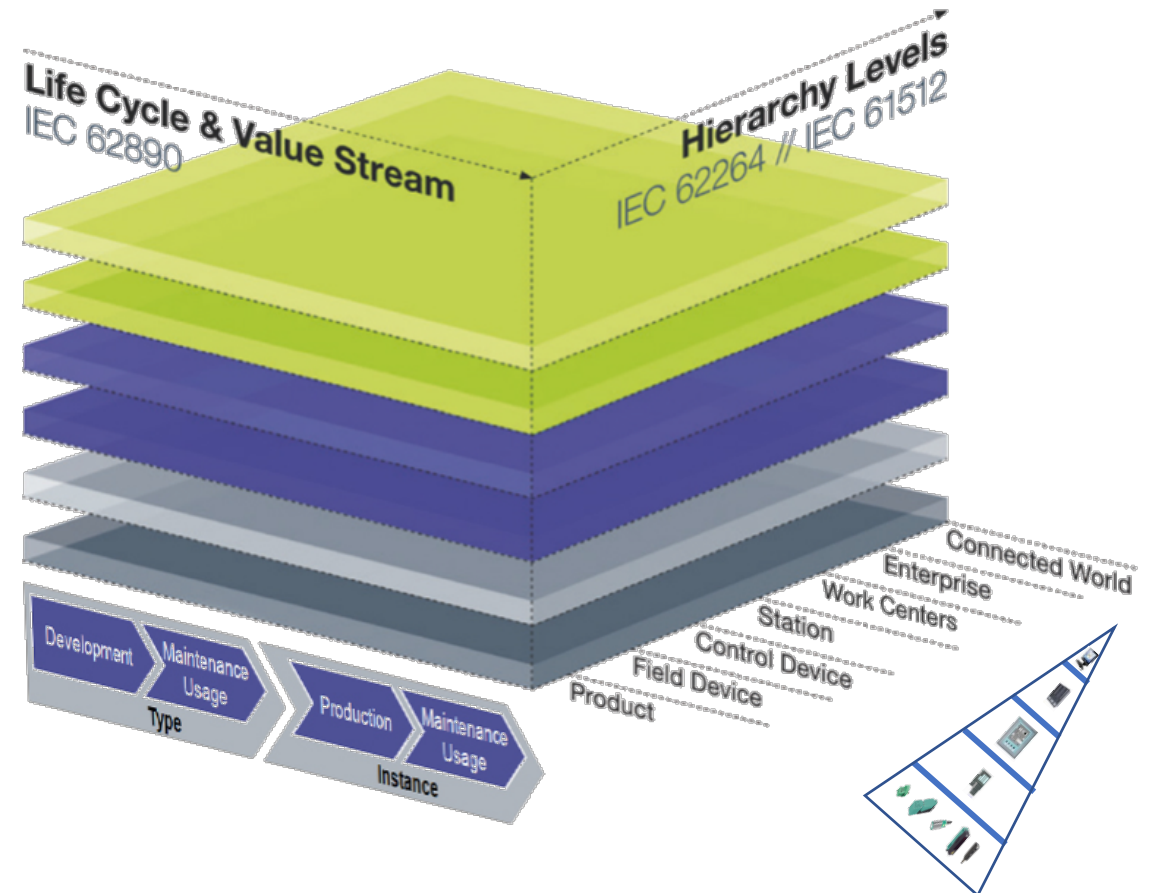 Life Cycle & Value Stream
IEC 62890
Hierarchy Levels
IEC 62264 // IEC 61512
Connected World
Enterprise
Work Centers
Station
Control Device
Field Device
Product
Development
Maintenance
Usage
Type
Production
Maintenance
Usage
Instance